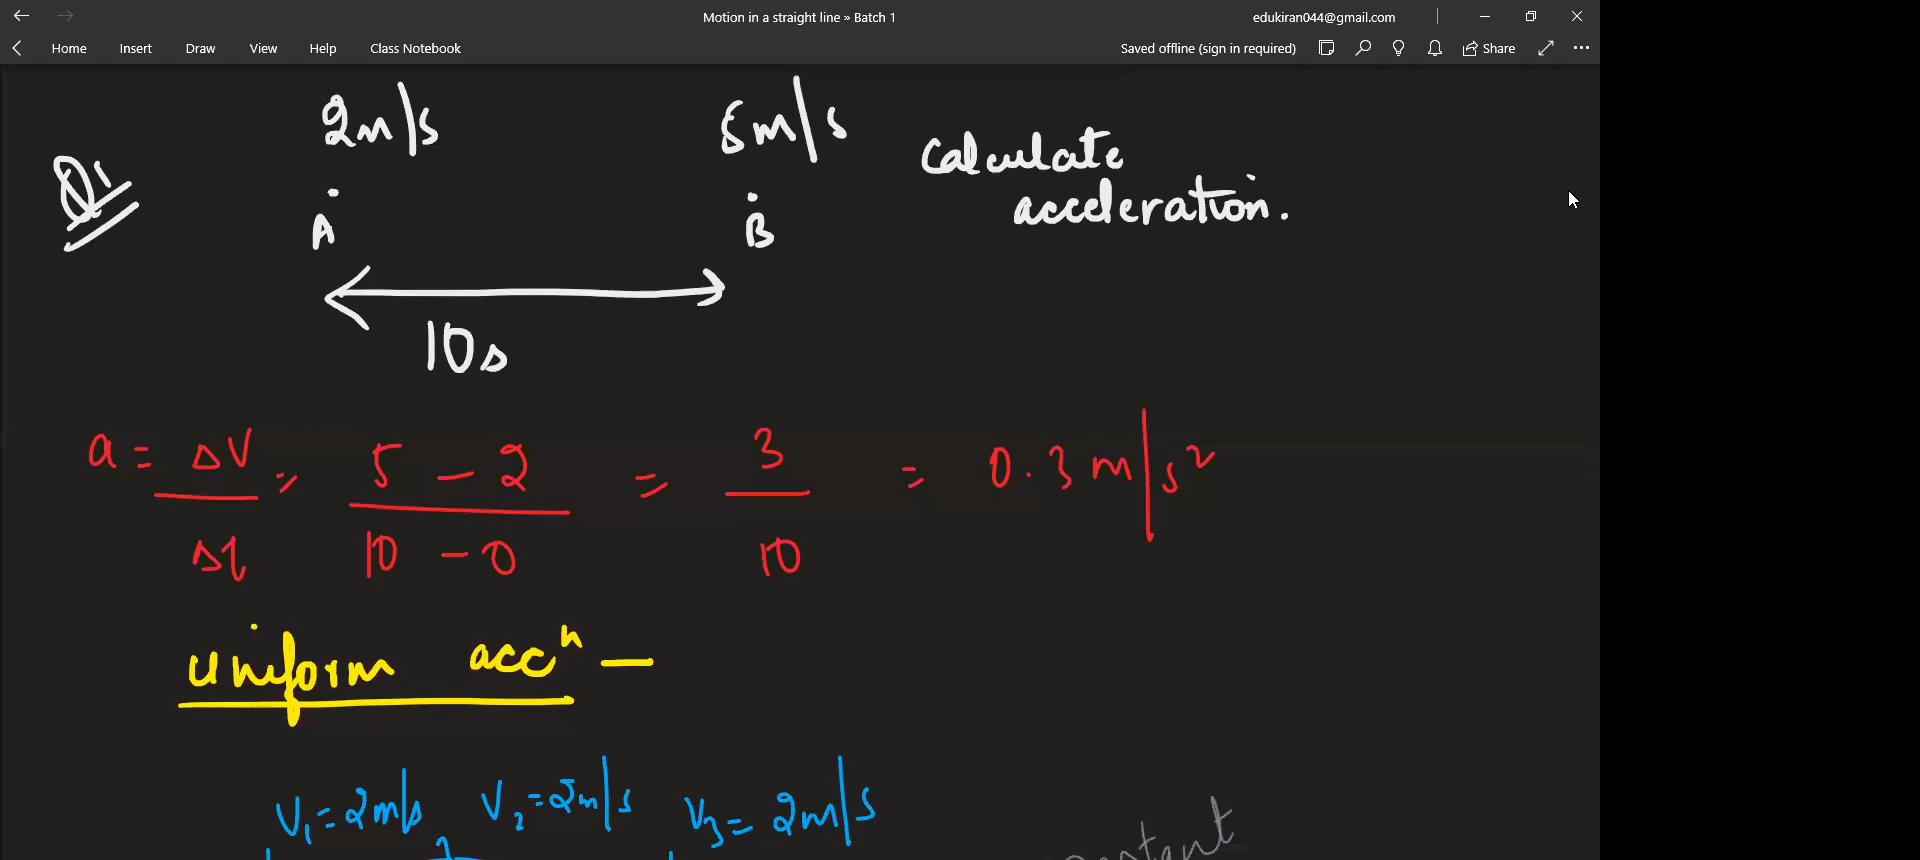 Motion in a straight line » Batch 1
edukiran044@gmail.com
Home Insert Draw View Help Class Notebook
Saved offline (sign in required) Share
2m/s 5m/s
Q1 Calculate
acceleration.
A B
10s
a = ΔV/Δt = 5 - 2/10 - 0 = 3/10 = 0.3 m/s²
uniform accⁿ —
V₁ = 2m/s V₂ = 2m/s V₃ = 2m/s